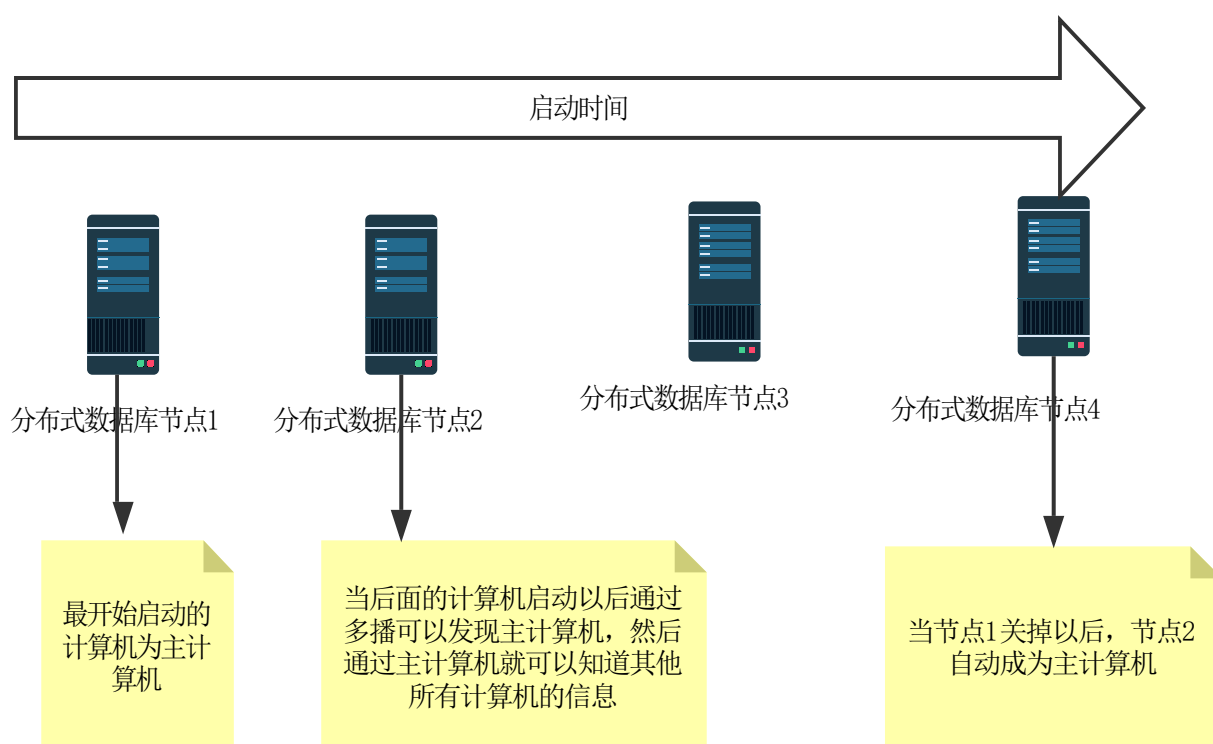 启动时间
分布式数据库节点1
分布式数据库节点2
分布式数据库节点3
分布式数据库节点4
最开始启动的
计算机为主计
算机
当后面的计算机启动以后通过
多播可以发现主计算机，然后
通过主计算机就可以知道其他
所有计算机的信息
当节点1关掉以后，节点2
自动成为主计算机